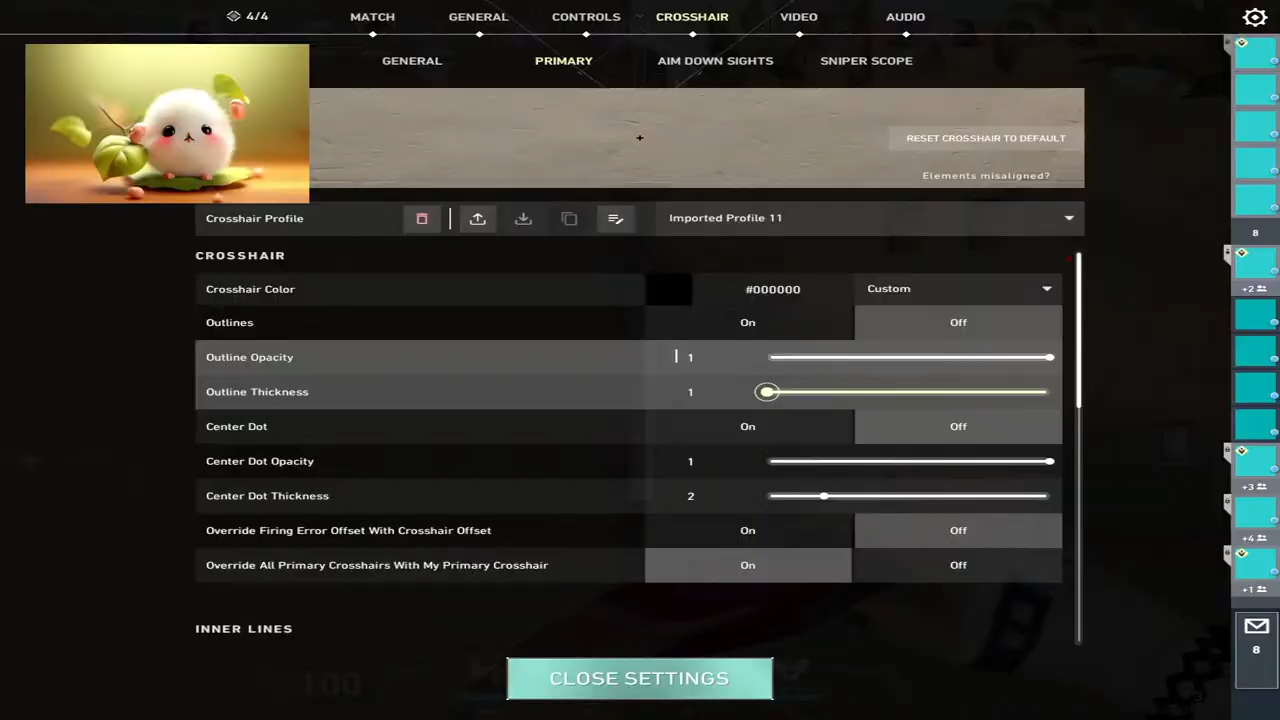 4/4
MATCH
GENERAL
CONTROLS
CROSSHAIR
VIDEO
AUDIO
GENERAL
PRIMARY
AIM DOWN SIGHTS
SNIPER SCOPE
RESET CROSSHAIR TO DEFAULT
Elements misaligned?
Crosshair Profile
Imported Profile 11
CROSSHAIR
Crosshair Color #000000 Custom
Outlines On Off
Outline Opacity 1
Outline Thickness 1
Center Dot On Off
Center Dot Opacity 1
Center Dot Thickness 2
Override Firing Error Offset With Crosshair Offset On Off
Override All Primary Crosshairs With My Primary Crosshair On Off
INNER LINES
CLOSE SETTINGS
100
8
+2
+3
+4
+1
8